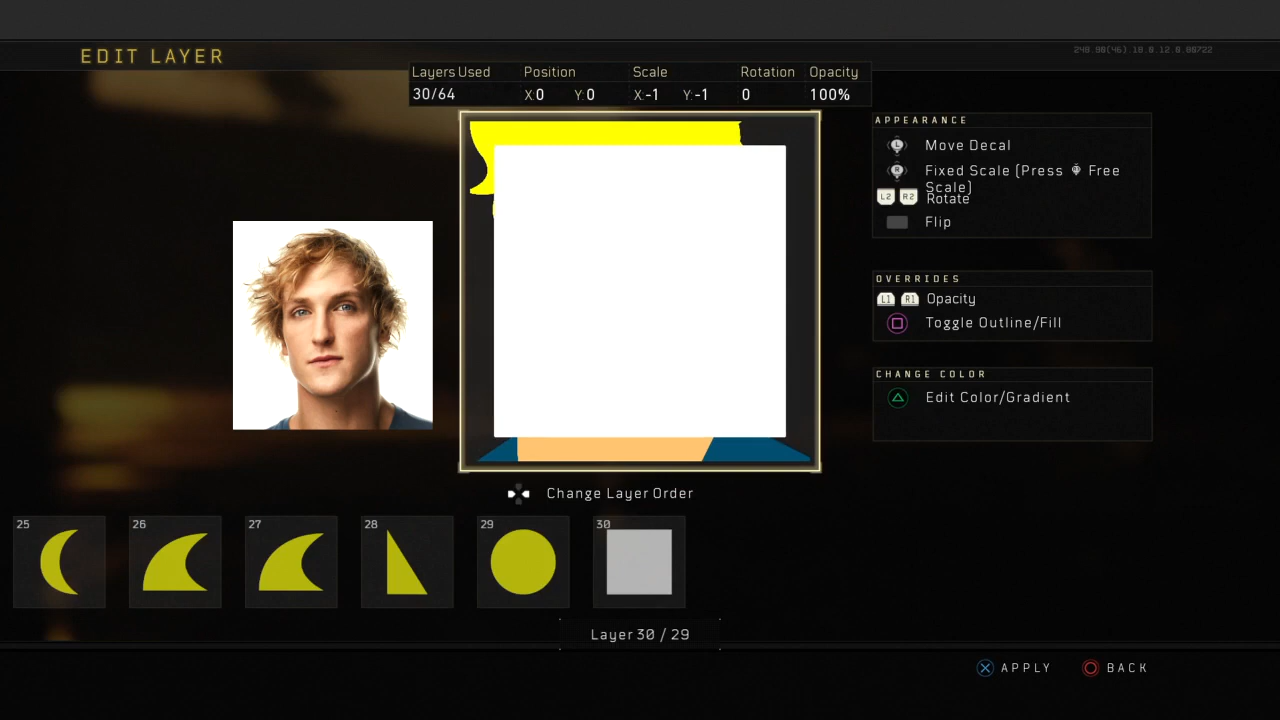 EDIT LAYER
Layers Used Position Scale Rotation Opacity
30/64 X:0 Y:0 X:-1 Y:-1 0 100%
APPEARANCE
L Move Decal
R Fixed Scale (Press Free
Scale)
L2 R2 Rotate
Flip
OVERRIDES
L1 R1 Opacity
Toggle Outline/Fill
CHANGE COLOR
Edit Color/Gradient
Change Layer Order
25 26 27 28 29 30
Layer 30 / 29
APPLY BACK